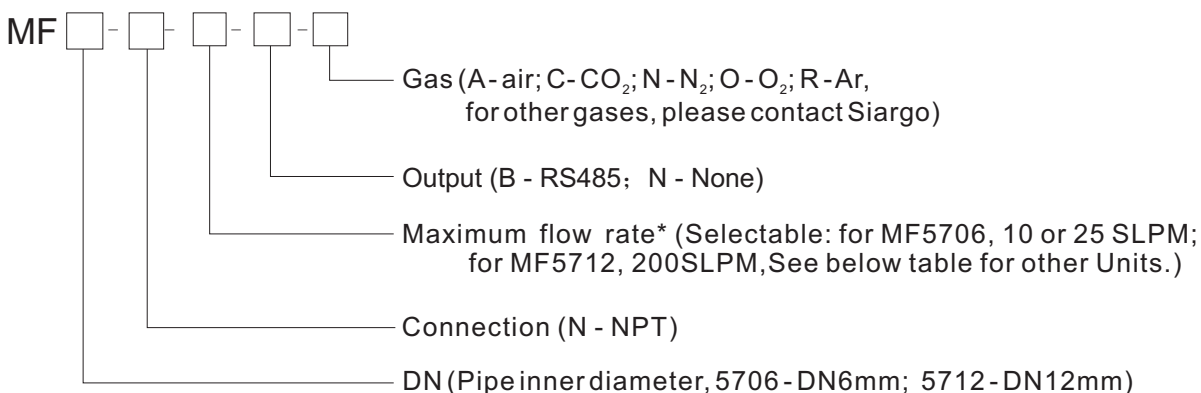 MF - - - -
Gas (A-air; C-CO₂; N-N₂; O-O₂; R-Ar,
for other gases, please contact Siargo)
Output (B - RS485; N - None)
Maximum flow rate* (Selectable: for MF5706, 10 or 25 SLPM;
for MF5712, 200SLPM,See below table for other Units.)
Connection (N - NPT)
DN (Pipe inner diameter, 5706-DN6mm; 5712-DN12mm)